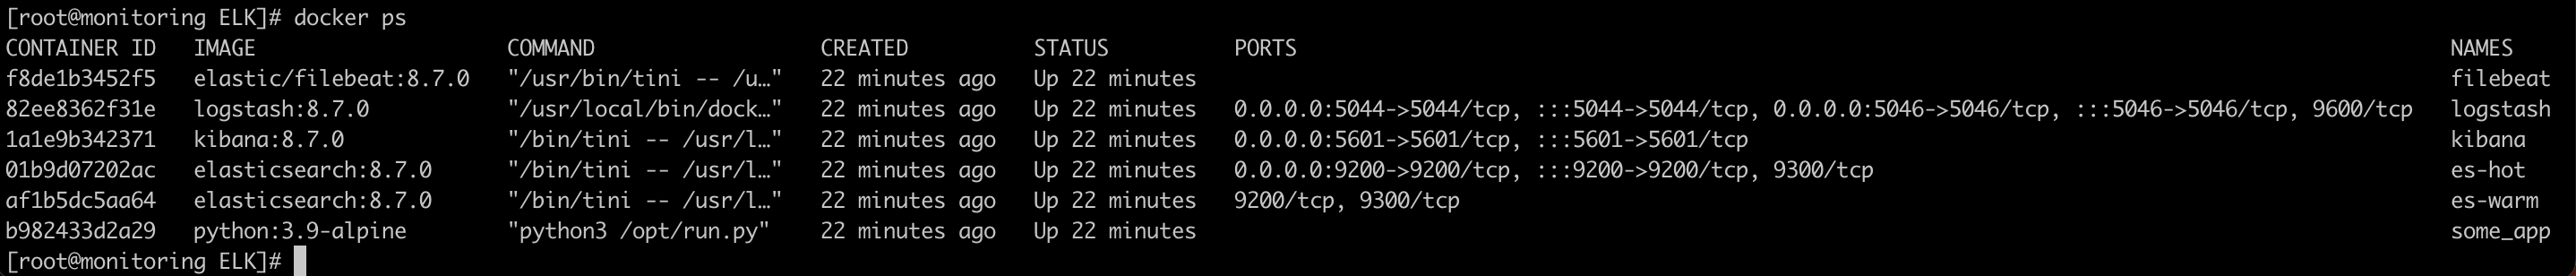 [root@monitoring ELK]# docker ps
CONTAINER ID   IMAGE                    COMMAND                  CREATED          STATUS          PORTS                                                                                            NAMES
f8de1b3452f5   elastic/filebeat:8.7.0   "/usr/bin/tini -- /u…"   22 minutes ago   Up 22 minutes                                                                                                    filebeat
82ee8362f31e   logstash:8.7.0           "/usr/local/bin/dock…"   22 minutes ago   Up 22 minutes   0.0.0.0:5044->5044/tcp, :::5044->5044/tcp, 0.0.0.0:5046->5046/tcp, :::5046->5046/tcp, 9600/tcp   logstash
1a1e9b342371   kibana:8.7.0             "/bin/tini -- /usr/l…"   22 minutes ago   Up 22 minutes   0.0.0.0:5601->5601/tcp, :::5601->5601/tcp                                                        kibana
01b9d07202ac   elasticsearch:8.7.0      "/bin/tini -- /usr/l…"   22 minutes ago   Up 22 minutes   0.0.0.0:9200->9200/tcp, :::9200->9200/tcp, 9300/tcp                                              es-hot
af1b5dc5aa64   elasticsearch:8.7.0      "/bin/tini -- /usr/l…"   22 minutes ago   Up 22 minutes   9200/tcp, 9300/tcp                                                                               es-warm
b982433d2a29   python:3.9-alpine        "python3 /opt/run.py"    22 minutes ago   Up 22 minutes                                                                                                    some_app
[root@monitoring ELK]#